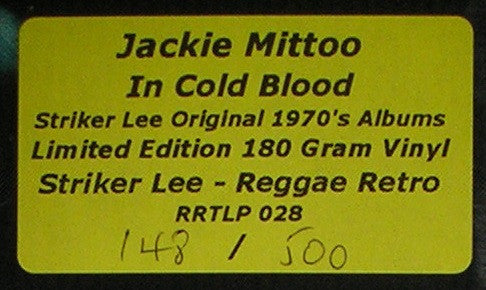 Jackie Mittoo
In Cold Blood
Striker Lee Original 1970's Albums
Limited Edition 180 Gram Vinyl
Striker Lee - Reggae Retro
RRTLP 028
148 / 500